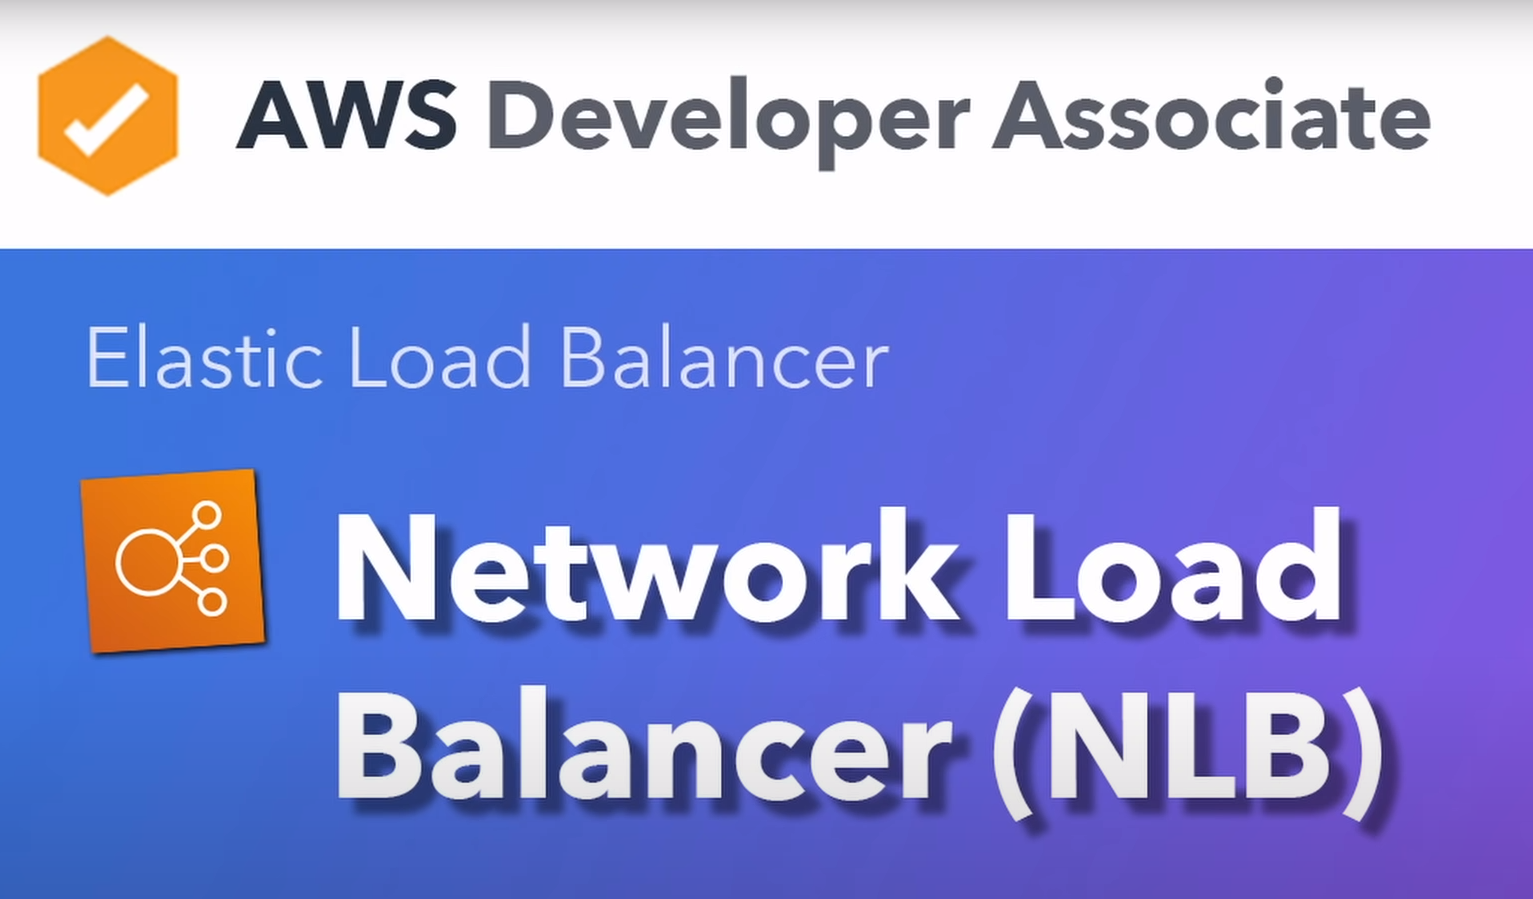 AWS Developer Associate
Elastic Load Balancer
Network Load
Balancer (NLB)